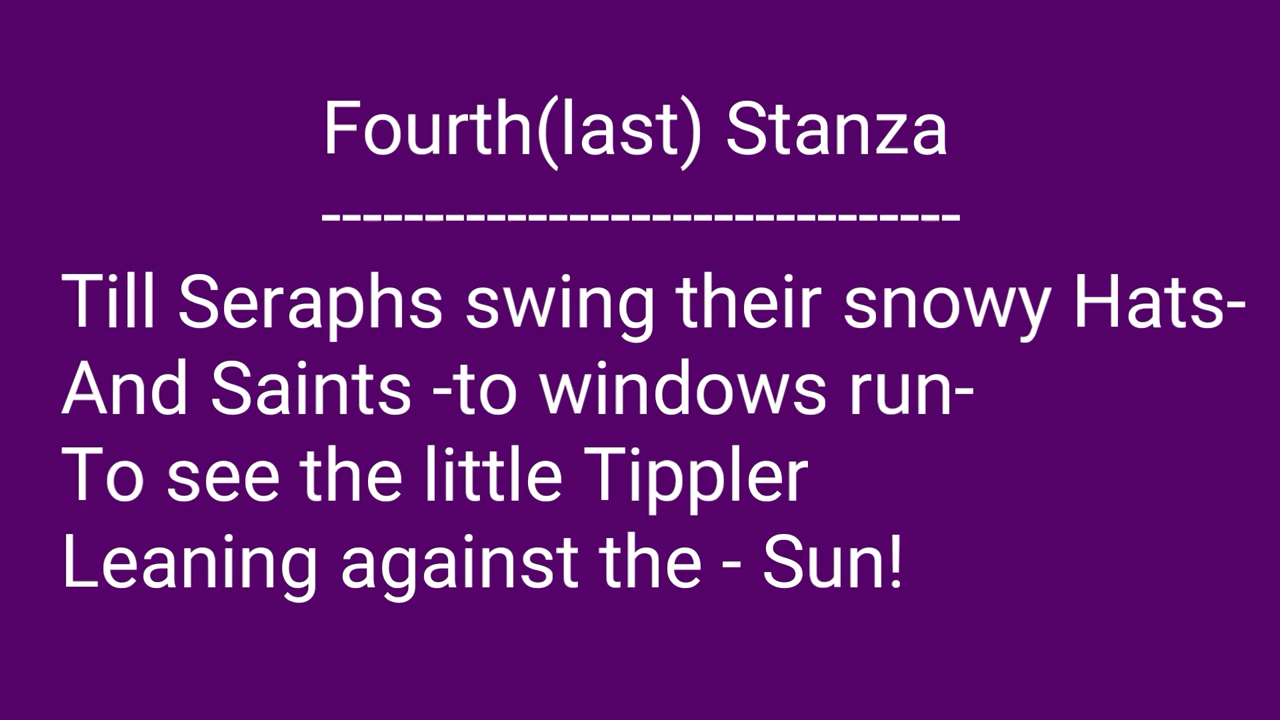 Fourth(last) Stanza
-------------------------------
Till Seraphs swing their snowy Hats-
And Saints -to windows run-
To see the little Tippler
Leaning against the - Sun!